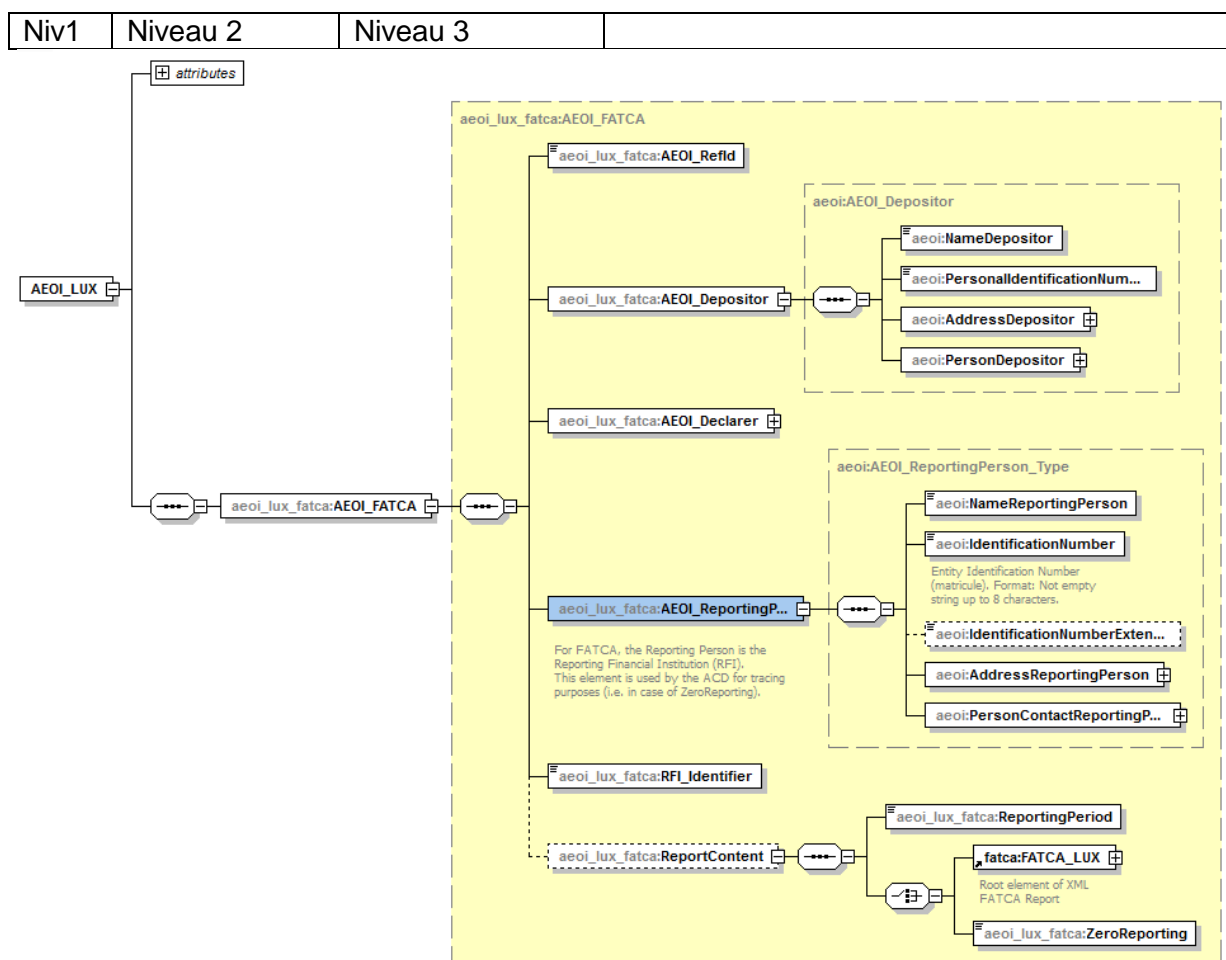 Niv1 Niveau 2 Niveau 3
attributes
aeoi_lux_fatca:AEOI_FATCA
aeoi_lux_fatca:AEOI_RefId
aeoi:AEOI_Depositor
aeoi:NameDepositor
aeoi:PersonalIdentificationNum...
AEOI_LUX
aeoi_lux_fatca:AEOI_Depositor
aeoi:AddressDepositor
aeoi:PersonDepositor
aeoi_lux_fatca:AEOI_Declarer
aeoi:AEOI_ReportingPerson_Type
aeoi_lux_fatca:AEOI_FATCA
aeoi:NameReportingPerson
aeoi:IdentificationNumber
Entity Identification Number
(matricule). Format: Not empty
string up to 8 characters.
aeoi_lux_fatca:AEOI_ReportingP...
For FATCA, the Reporting Person is the
Reporting Financial Institution (RFI).
This element is used by the ACD for tracing
purposes (i.e. in case of ZeroReporting).
aeoi:IdentificationNumberExten...
aeoi:AddressReportingPerson
aeoi:PersonContactReportingP...
aeoi_lux_fatca:RFI_Identifier
aeoi_lux_fatca:ReportingPeriod
aeoi_lux_fatca:ReportContent
fatca:FATCA_LUX
Root element of XML
FATCA Report
aeoi_lux_fatca:ZeroReporting